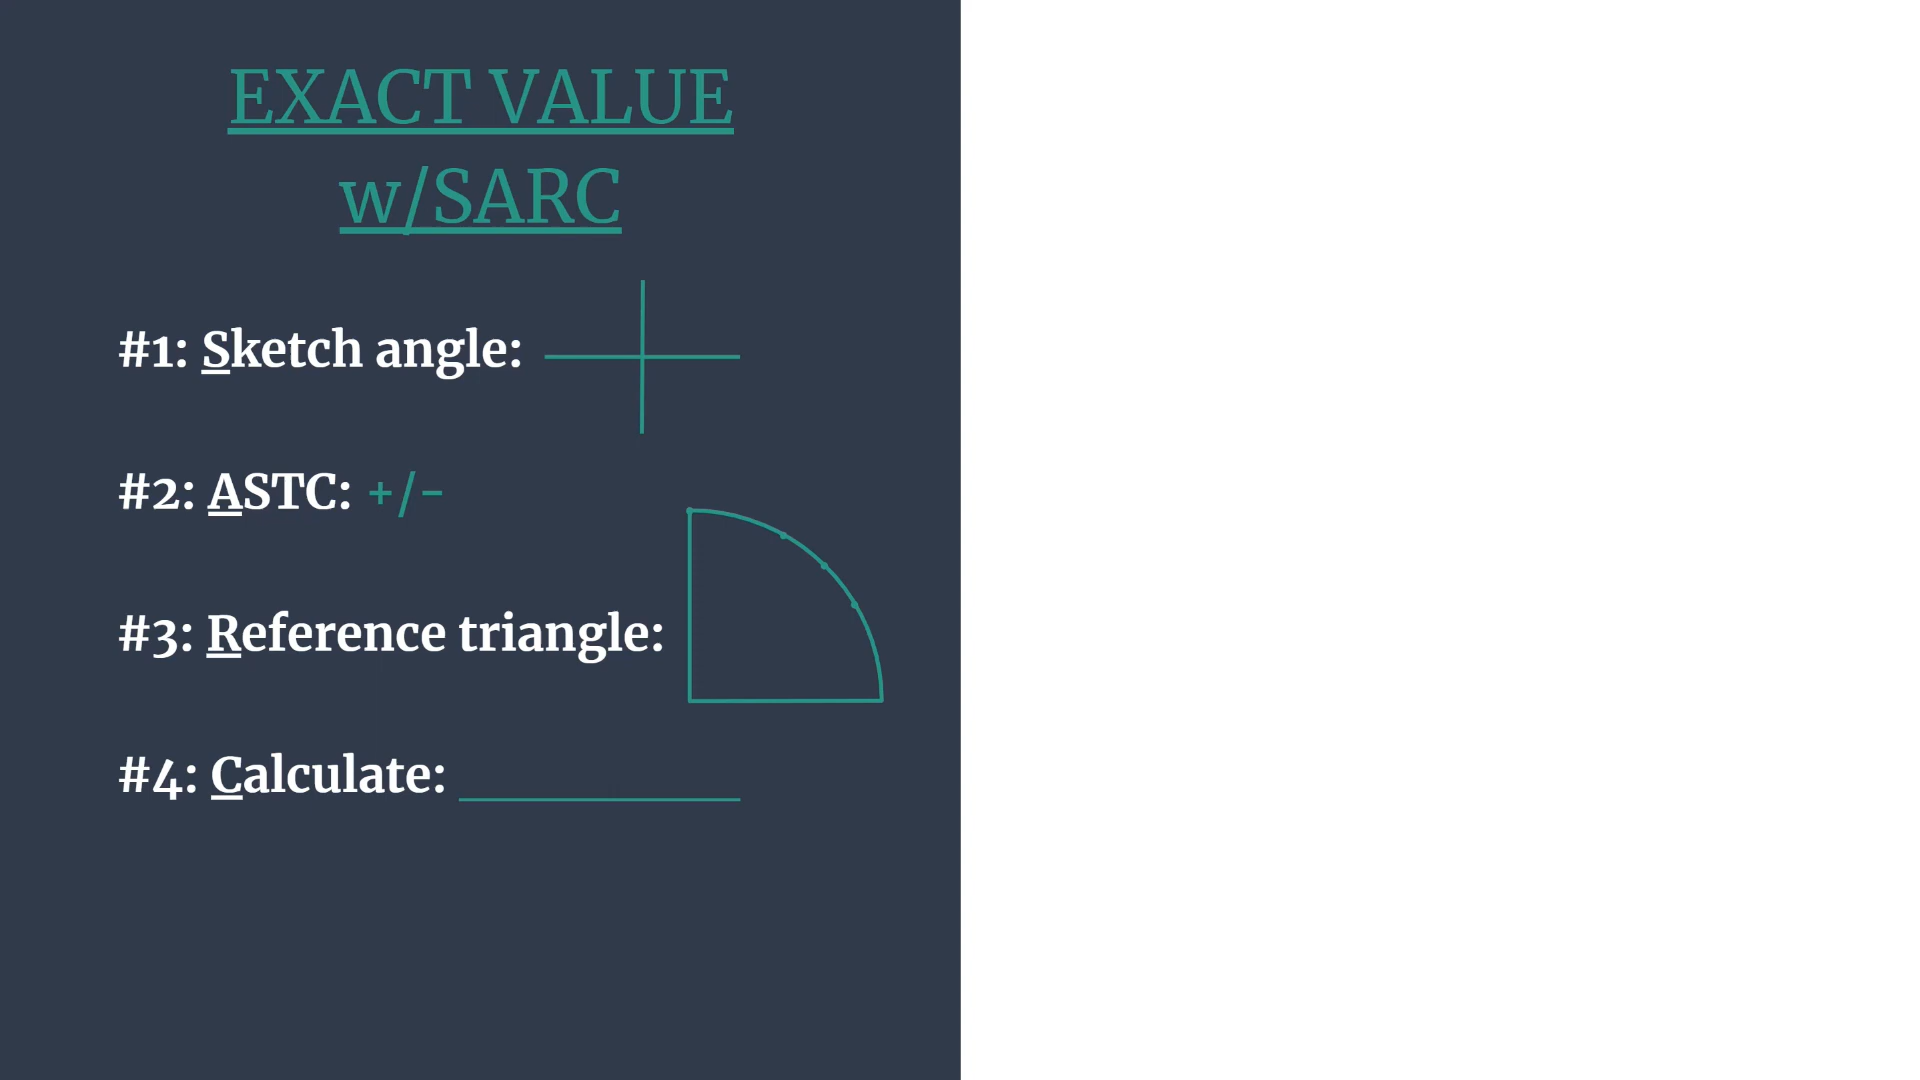 EXACT VALUE
w/SARC
#1: Sketch angle:
#2: ASTC: +/-
#3: Reference triangle:
#4: Calculate: